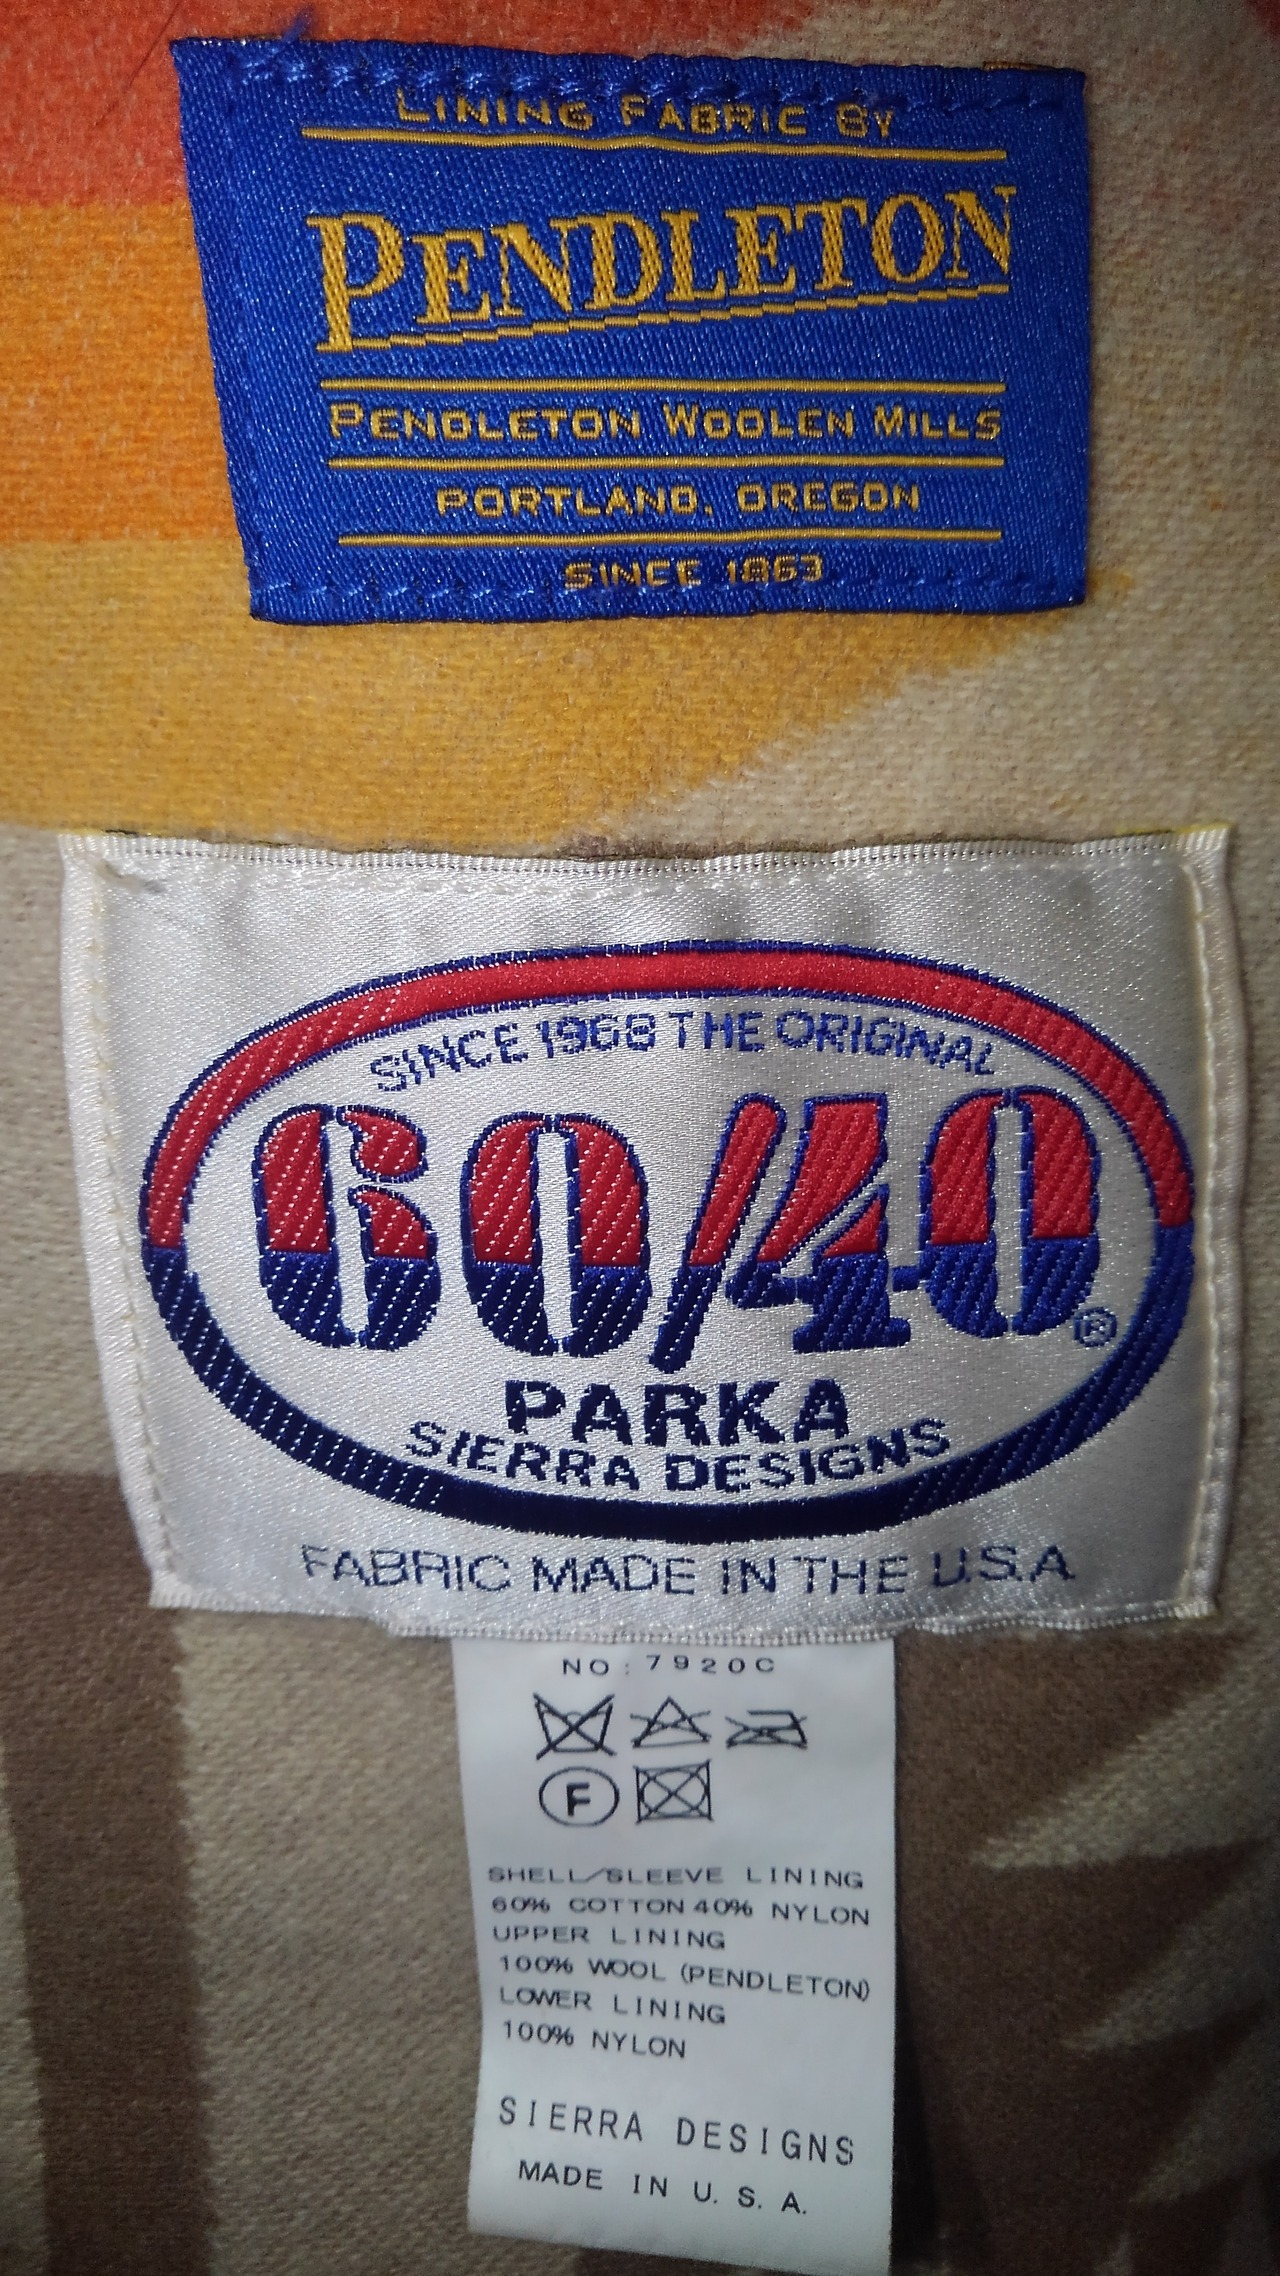 LINING FABRIC BY
PENDLETON
PENDLETON WOOLEN MILLS
PORTLAND, OREGON
SINCE 1863
SINCE 1968 THE ORIGINAL
60/40®
PARKA
SIERRA DESIGNS
FABRIC MADE IN THE U.S.A
NO:7920C
F
SHELL/SLEEVE LINING
60% COTTON 40% NYLON
UPPER LINING
100% WOOL (PENDLETON)
LOWER LINING
100% NYLON
SIERRA DESIGNS
MADE IN U.S.A.